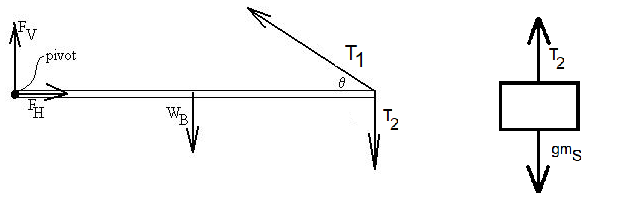 F_V
pivot
F_H
W_B
T_1
θ
T_2
T_2
gm_S